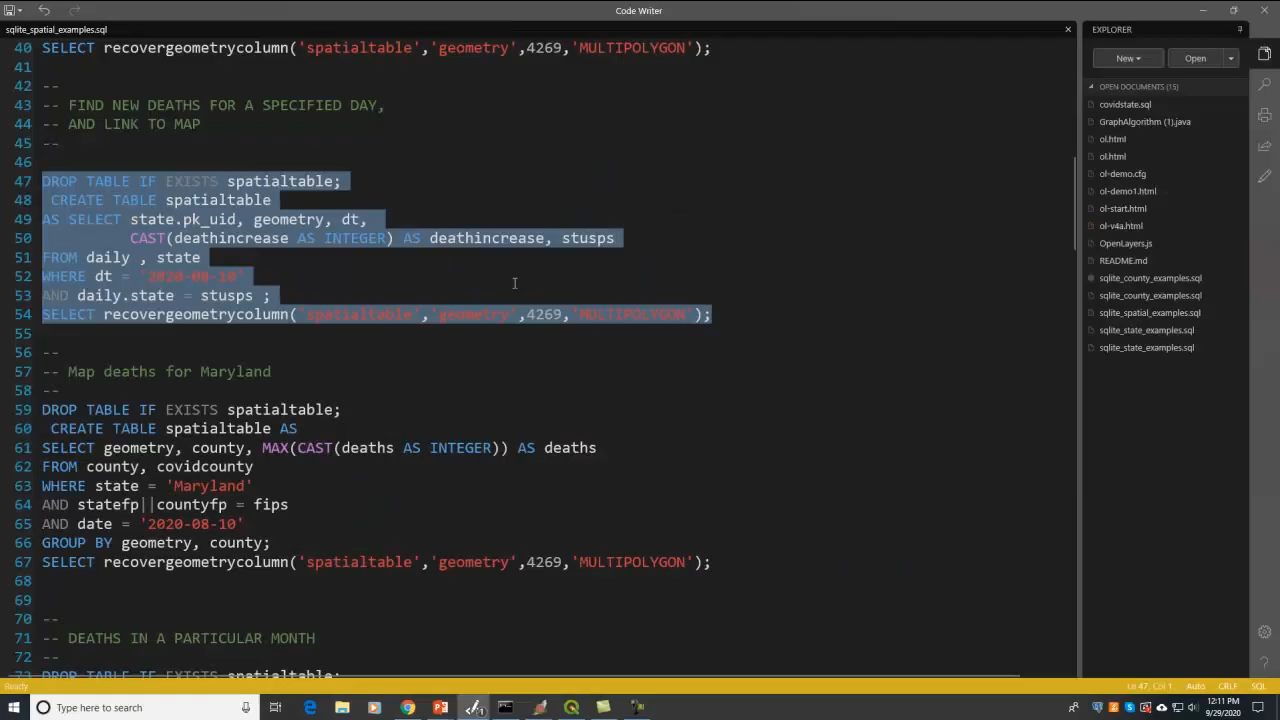 Code Writer
sqlite_spatial_examples.sql
40 SELECT recovergeometrycolumn('spatialtable','geometry',4269,'MULTIPOLYGON');
41
42 --
43 -- FIND NEW DEATHS FOR A SPECIFIED DAY,
44 -- AND LINK TO MAP
45 --
46
47 DROP TABLE IF EXISTS spatialtable;
48 CREATE TABLE spatialtable
49 AS SELECT state.pk_uid, geometry, dt,
50 CAST(deathincrease AS INTEGER) AS deathincrease, stusps
51 FROM daily , state
52 WHERE dt = '2020-08-10'
53 AND daily.state = stusps ;
54 SELECT recovergeometrycolumn('spatialtable','geometry',4269,'MULTIPOLYGON');
55
56 --
57 -- Map deaths for Maryland
58 --
59 DROP TABLE IF EXISTS spatialtable;
60 CREATE TABLE spatialtable AS
61 SELECT geometry, county, MAX(CAST(deaths AS INTEGER)) AS deaths
62 FROM county, covidcounty
63 WHERE state = 'Maryland'
64 AND statefp||countyfp = fips
65 AND date = '2020-08-10'
66 GROUP BY geometry, county;
67 SELECT recovergeometrycolumn('spatialtable','geometry',4269,'MULTIPOLYGON');
68
69
70 --
71 -- DEATHS IN A PARTICULAR MONTH
72 --
73 DROP TABLE IF EXISTS spatialtable;
EXPLORER
New Open
OPEN DOCUMENTS (15)
covidstate.sql
GraphAlgorithm (1).java
ol.html
ol.html
ol-demo.cfg
ol-demo1.html
ol-start.html
ol-v4a.html
OpenLayers.js
README.md
sqlite_county_examples.sql
sqlite_county_examples.sql
sqlite_spatial_examples.sql
sqlite_state_examples.sql
sqlite_state_examples.sql
Ready
Ln 47, Col 1 Auto CRLF SQL
Type here to search
12:11 PM
9/29/2020